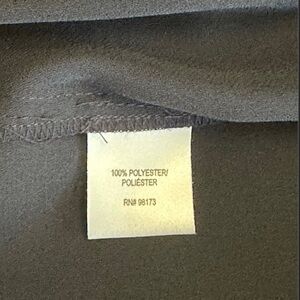 100% POLYESTER/
POLIÉSTER
RN# 98173